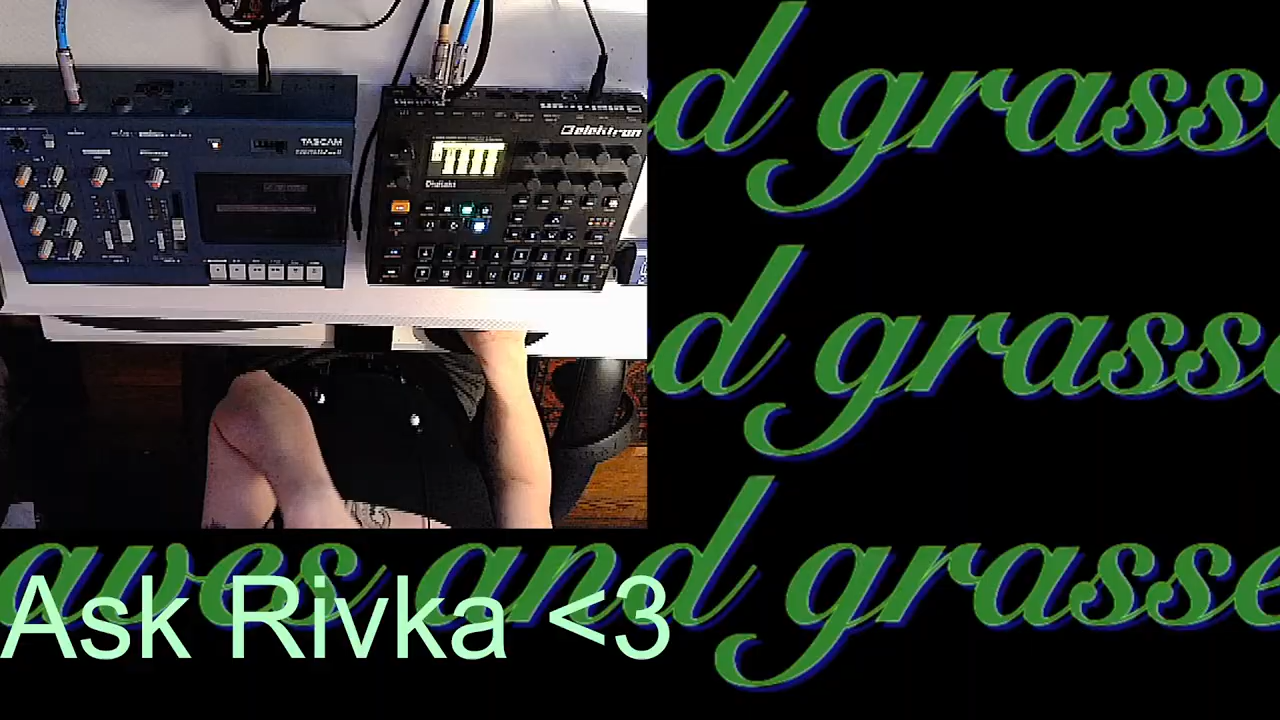 TASCAM
elektron
Digitakt
d grasse
d grasse
aves and grasse
Ask Rivka <3